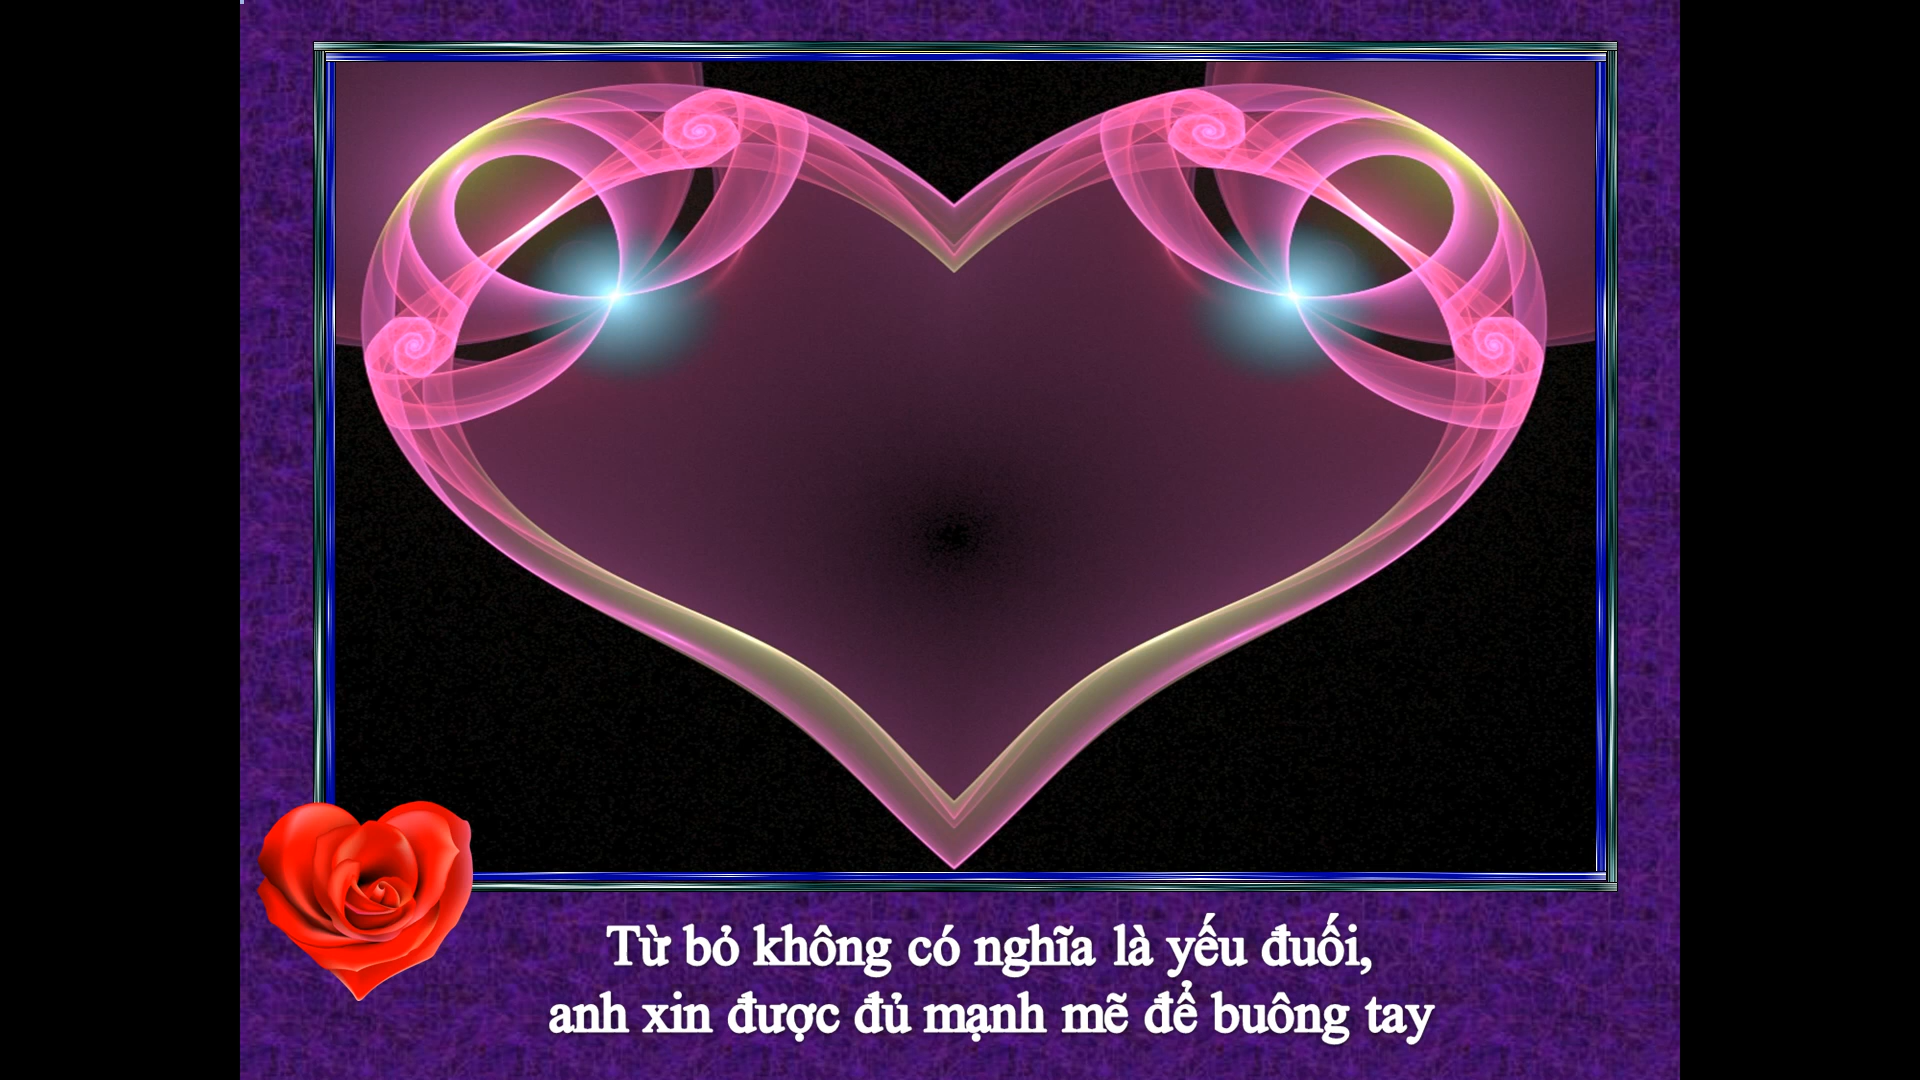 Từ bỏ không có nghĩa là yếu đuối,
anh xin được đủ mạnh mẽ để buông tay